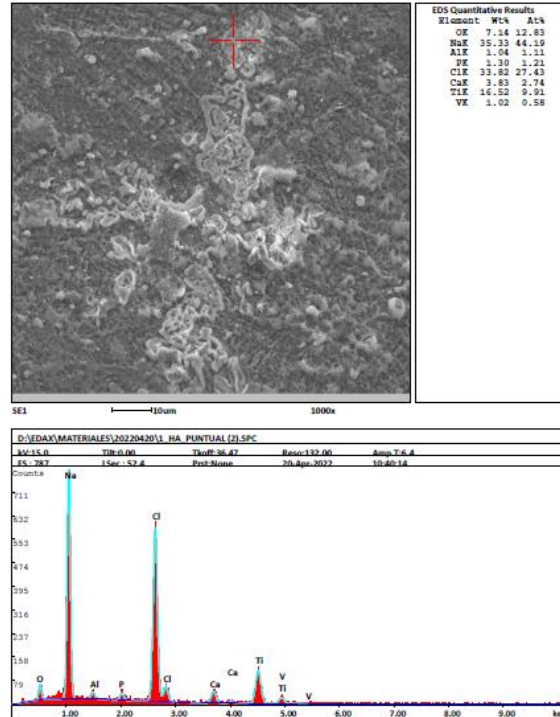 EDS Quantitative Results
Element Wt% At%
OK 7.14 12.83
NaK 35.33 44.19
AlK 1.04 1.11
PK 1.30 1.21
ClK 33.82 27.43
CaK 3.83 2.74
TiK 16.52 9.91
VK 1.02 0.58
SE1 10um 1000x
D:\EDAX\MATERIALES\20220420\1_HA_PUNTUAL (2).SPC
kV:15.0 Tilt:0.00 Tkoff:36.47 Reso:132.00 Amp T:6.4
FS : 787 LSec : 52.4 Prst:None 20-Apr-2022 10:40:14
Counts
Na
711
Cl
632
553
474
395
316
237
158
Ti
Ca
V
79
O Al P Cl Ca Ti V
1.00 2.00 3.00 4.00 5.00 6.00 7.00 8.00 9.00